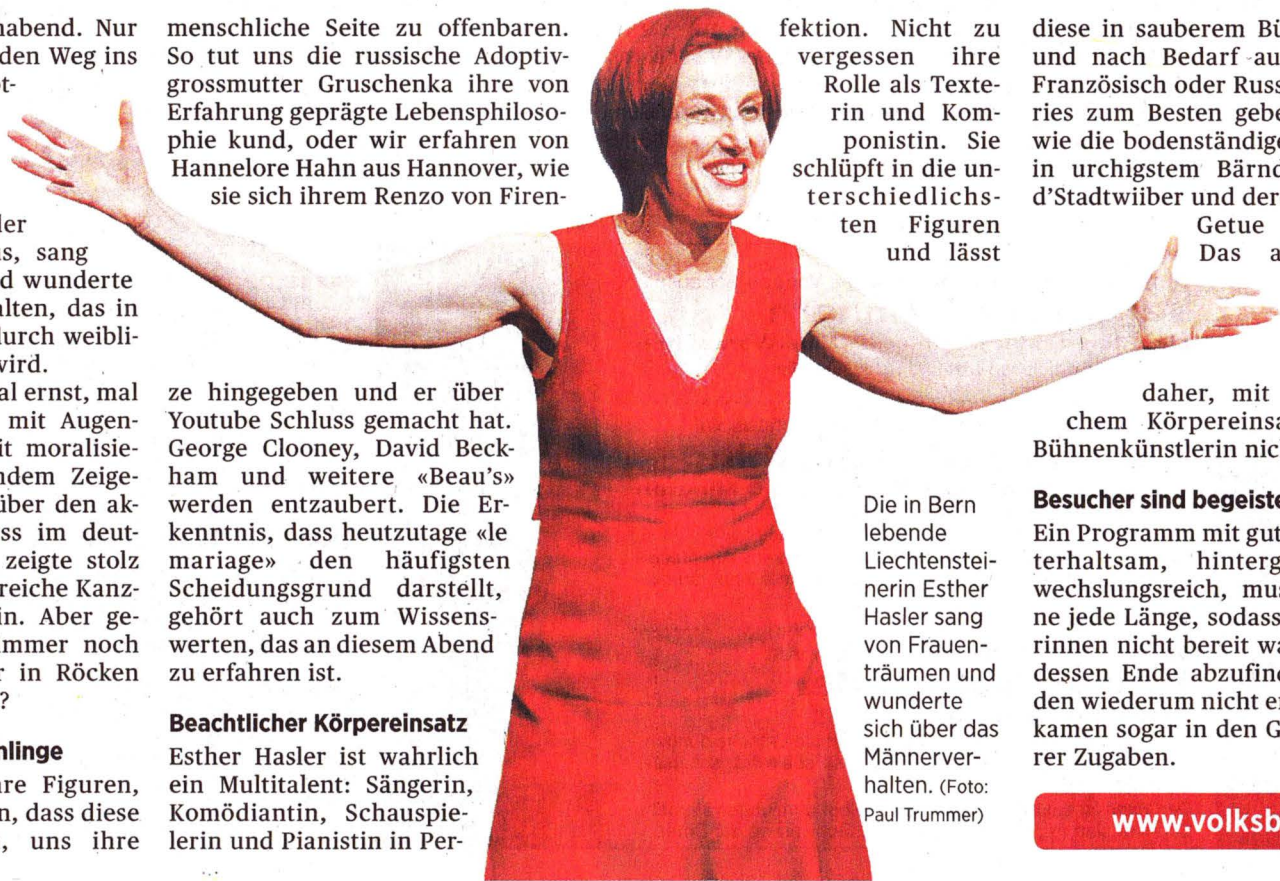 nabend. Nur
den Weg ins
ler
s, sang
d wunderte
alten, das in
durch weibli-
wird.
al ernst, mal
mit Augen-
it moralisie-
ndem Zeige-
über den ak-
ss im deut-
zeigte stolz
reiche Kanz-
in. Aber ge-
mmer noch
r in Röcken
?
nlinge
re Figuren,
n, dass diese
, uns ihre
menschliche Seite zu offenbaren.
So tut uns die russische Adoptiv-
grossmutter Gruschenka ihre von
Erfahrung geprägte Lebensphiloso-
phie kund, oder wir erfahren von
Hannelore Hahn aus Hannover, wie
sie sich ihrem Renzo von Firen-
ze hingegeben und er über
Youtube Schluss gemacht hat.
George Clooney, David Beck-
ham und weitere «Beau's»
werden entzaubert. Die Er-
kenntnis, dass heutzutage «le
mariage» den häufigsten
Scheidungsgrund darstellt,
gehört auch zum Wissens-
werten, das an diesem Abend
zu erfahren ist.
Beachtlicher Körpereinsatz
Esther Hasler ist wahrlich
ein Multitalent: Sängerin,
Komödiantin, Schauspie-
lerin und Pianistin in Per-
fektion. Nicht zu
vergessen ihre
Rolle als Texte-
rin und Kom-
ponistin. Sie
schlüpft in die un-
terschiedlichs-
ten Figuren
und lässt
Die in Bern
lebende
Liechtenstei-
nerin Esther
Hasler sang
von Frauen-
träumen und
wunderte
sich über das
Männerver-
halten. (Foto:
Paul Trummer)
diese in sauberem Bü
und nach Bedarf au
Französisch oder Russ
ries zum Besten gebe
wie die bodenständige
in urchigstem Bärnd
d'Stadtwiiber und der
Getue
Das a
daher, mit
chem Körpereinsa
Bühnenkünstlerin nic
Besucher sind begeiste
Ein Programm mit gut
terhaltsam, hinterg
wechslungsreich, mus
ne jede Länge, sodass
rinnen nicht bereit wa
dessen Ende abzufind
den wiederum nicht e
kamen sogar in den G
rer Zugaben.
www.volksb